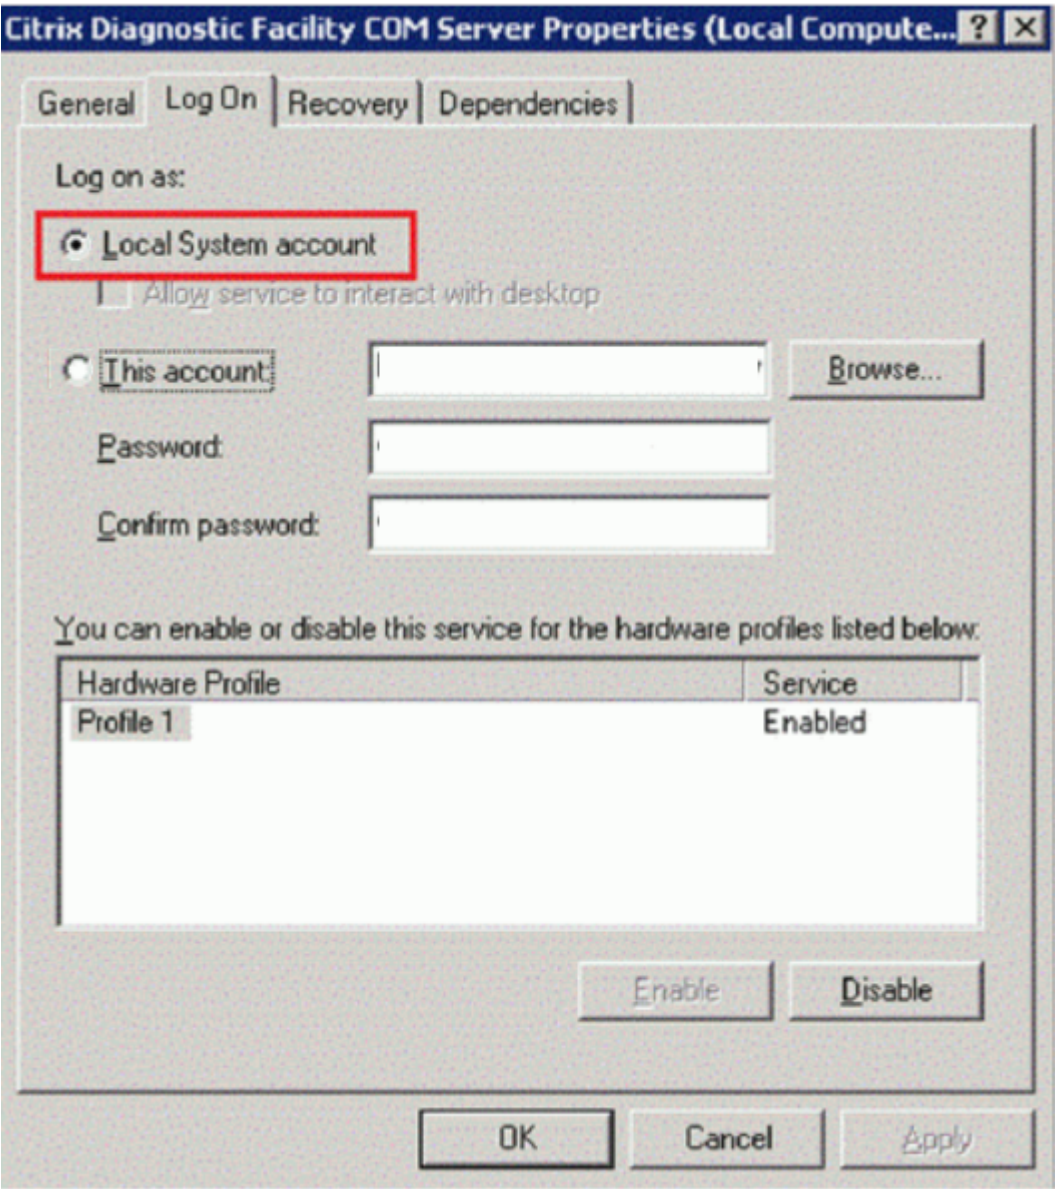 Citrix Diagnostic Facility COM Server Properties (Local Compute...
General Log On Recovery Dependencies
Log on as:
Local System account
Allow service to interact with desktop
This account:
Browse...
Password:
Confirm password:
You can enable or disable this service for the hardware profiles listed below:
Hardware Profile Service
Profile 1 Enabled
Enable Disable
OK Cancel Apply